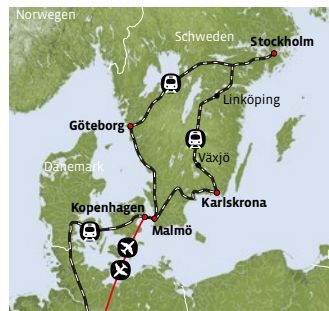 Norwegen
Schweden
Stockholm
Linköping
Göteborg
Växjö
Dänemark
Karlskrona
Kopenhagen
Malmö